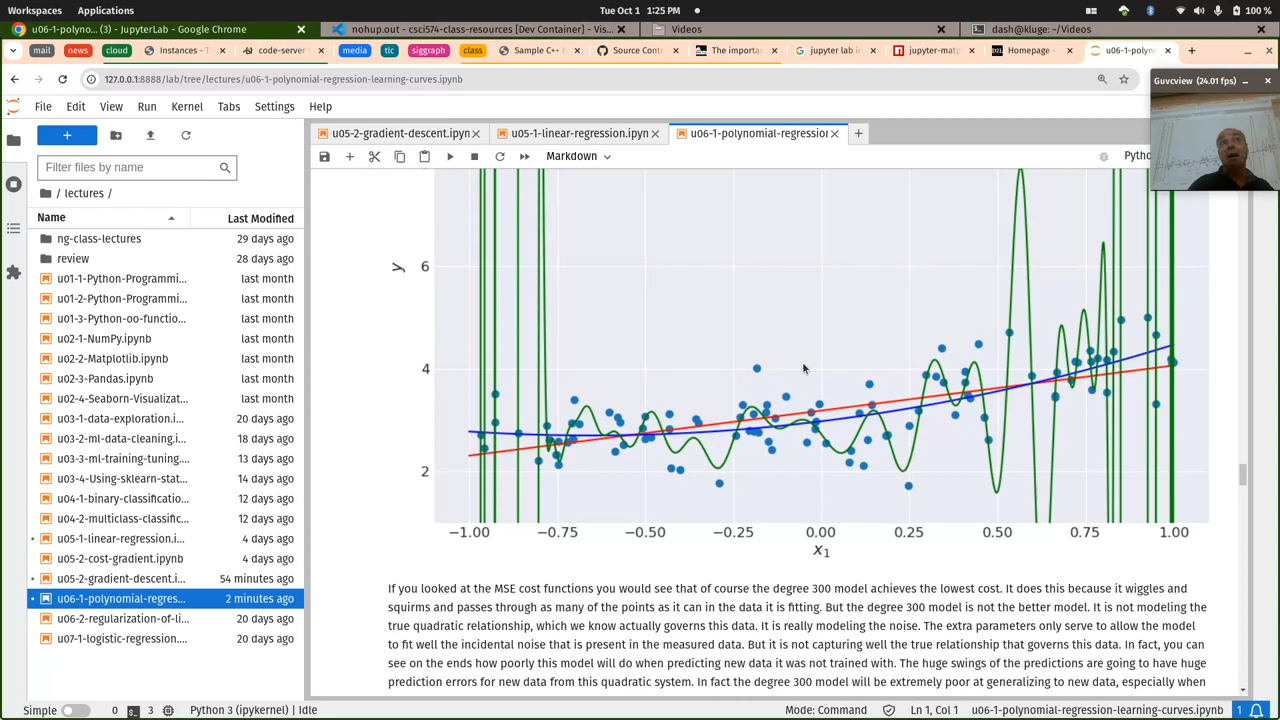 Workspaces Applications Tue Oct 1 1:25 PM 100 %
u06-1-polyno... (3) - JupyterLab - Google Chrome nohup.out - csci574-class-resources [Dev Container] - Vis... Videos dash@kluge: ~/Videos
mail news cloud Instances - T code-server media tlc siggraph class Sample C++ M Source Contr The important jupyter lab in jupyter-matp Homepage - u06-1-polyno
127.0.0.1:8888/lab/tree/lectures/u06-1-polynomial-regression-learning-curves.ipynb
Guvcview (24.01 fps)
File Edit View Run Kernel Tabs Settings Help
u05-2-gradient-descent.ipyn u05-1-linear-regression.ipyn u06-1-polynomial-regression
Markdown
Pytho
Filter files by name
/ lectures /
Name Last Modified
ng-class-lectures 29 days ago
review 28 days ago
u01-1-Python-Programmi... last month
u01-2-Python-Programmi... last month
u01-3-Python-oo-functio... last month
u02-1-NumPy.ipynb last month
u02-2-Matplotlib.ipynb last month
u02-3-Pandas.ipynb last month
u02-4-Seaborn-Visualizat... last month
u03-1-data-exploration.i... 20 days ago
u03-2-ml-data-cleaning.i... 18 days ago
u03-3-ml-training-tuning-... 13 days ago
u03-4-Using-sklearn-stat... 14 days ago
u04-1-binary-classificatio... 12 days ago
u04-2-multiclass-classific... 12 days ago
u05-1-linear-regression.i... 4 days ago
u05-2-cost-gradient.ipynb 4 days ago
u05-2-gradient-descent.i... 54 minutes ago
u06-1-polynomial-regres... 2 minutes ago
u06-2-regularization-of-li... 20 days ago
u07-1-logistic-regression.... 20 days ago
y
6
4
2
−1.00 −0.75 −0.50 −0.25 0.00 0.25 0.50 0.75 1.00
x1
If you looked at the MSE cost functions you would see that of course the degree 300 model achieves the lowest cost. It does this because it wiggles and
squirms and passes through as many of the points as it can in the data it is fitting. But the degree 300 model is not the better model. It is not modeling the
true quadratic relationship, which we know actually governs this data. It is really modeling the noise. The extra parameters only serve to allow the model
to fit well the incidental noise that is present in the measured data. But it is not capturing well the true relationship that governs this data. In fact, you can
see on the ends how poorly this model will do when predicting new data it was not trained with. The huge swings of the predictions are going to have huge
prediction errors for new data from this quadratic system. In fact the degree 300 model will be extremely poor at generalizing to new data, especially when
Simple 0 3 Python 3 (ipykernel) | Idle Mode: Command Ln 1, Col 1 u06-1-polynomial-regression-learning-curves.ipynb 1